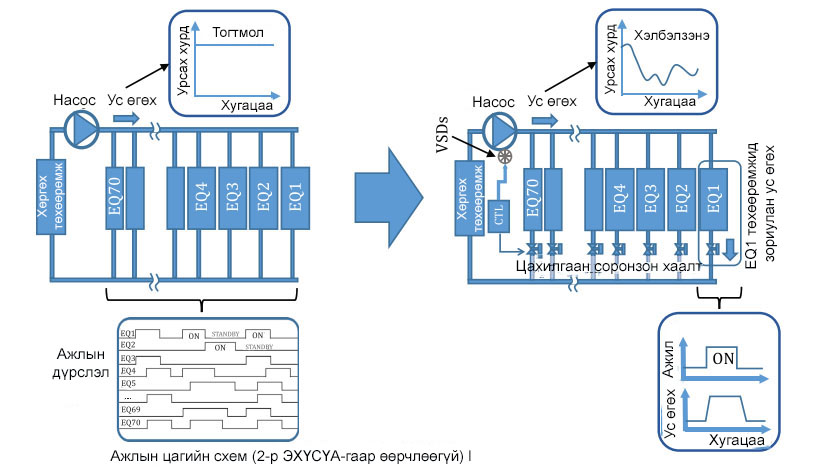 Урсах хурд
Тогтмол
Хугацаа
Насос
Ус өгөх
Хөргөх
төхөөрөмж
EQ70
EQ4
EQ3
EQ2
EQ1
Ажлын
дүрслэл
EQ1
ON
STANDBY
ON
EQ2
ON
STANDBY
EQ3
EQ4
EQ5
...
EQ69
EQ70
Ажлын цагийн схем (2-р ЭХҮСҮА-гаар өөрчлөөгүй) |
Урсах хурд
Хэлбэлзэнэ
Хугацаа
Насос
Ус өгөх
VSDs
Хөргөх
төхөөрөмж
CTL
EQ70
EQ4
EQ3
EQ2
EQ1
EQ1 төхөөрөмжид
зориулан ус өгөх
Цахилгаан соронзон хаалт
Ажил
ON
Ус өгөх
Хугацаа